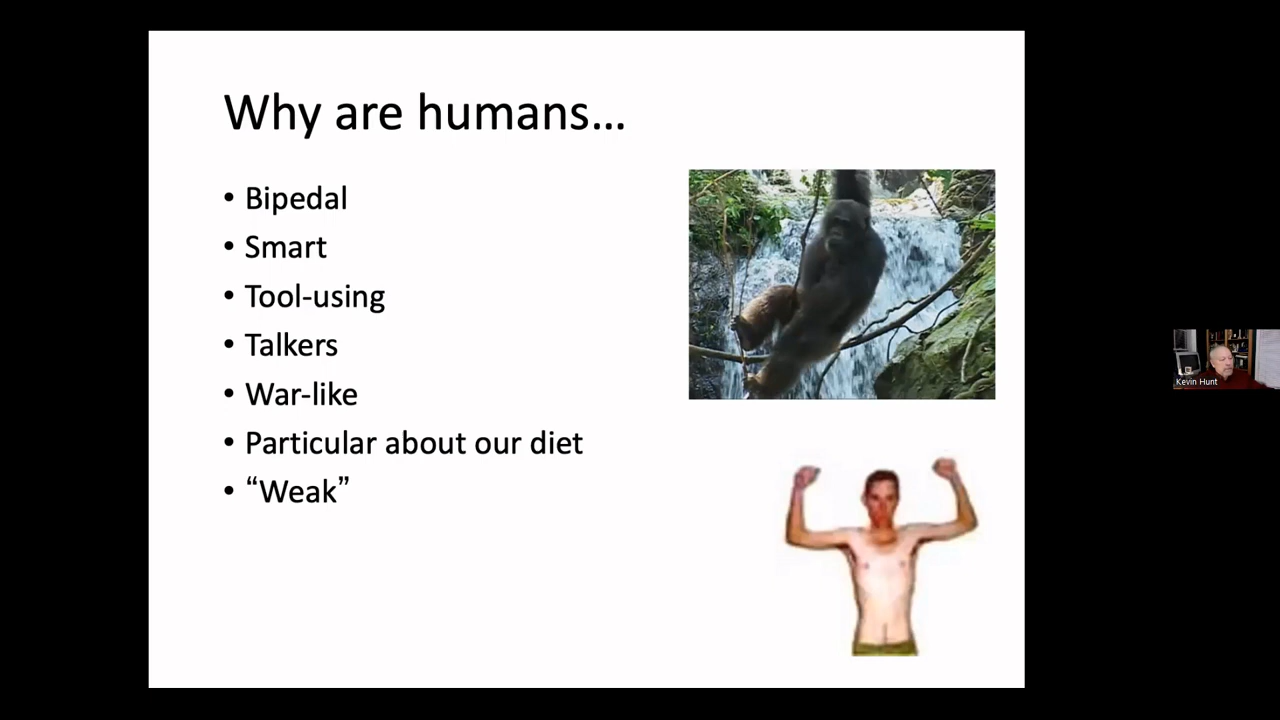 Why are humans…
• Bipedal
• Smart
• Tool-using
• Talkers
• War-like
• Particular about our diet
• “Weak”
Kevin Hunt